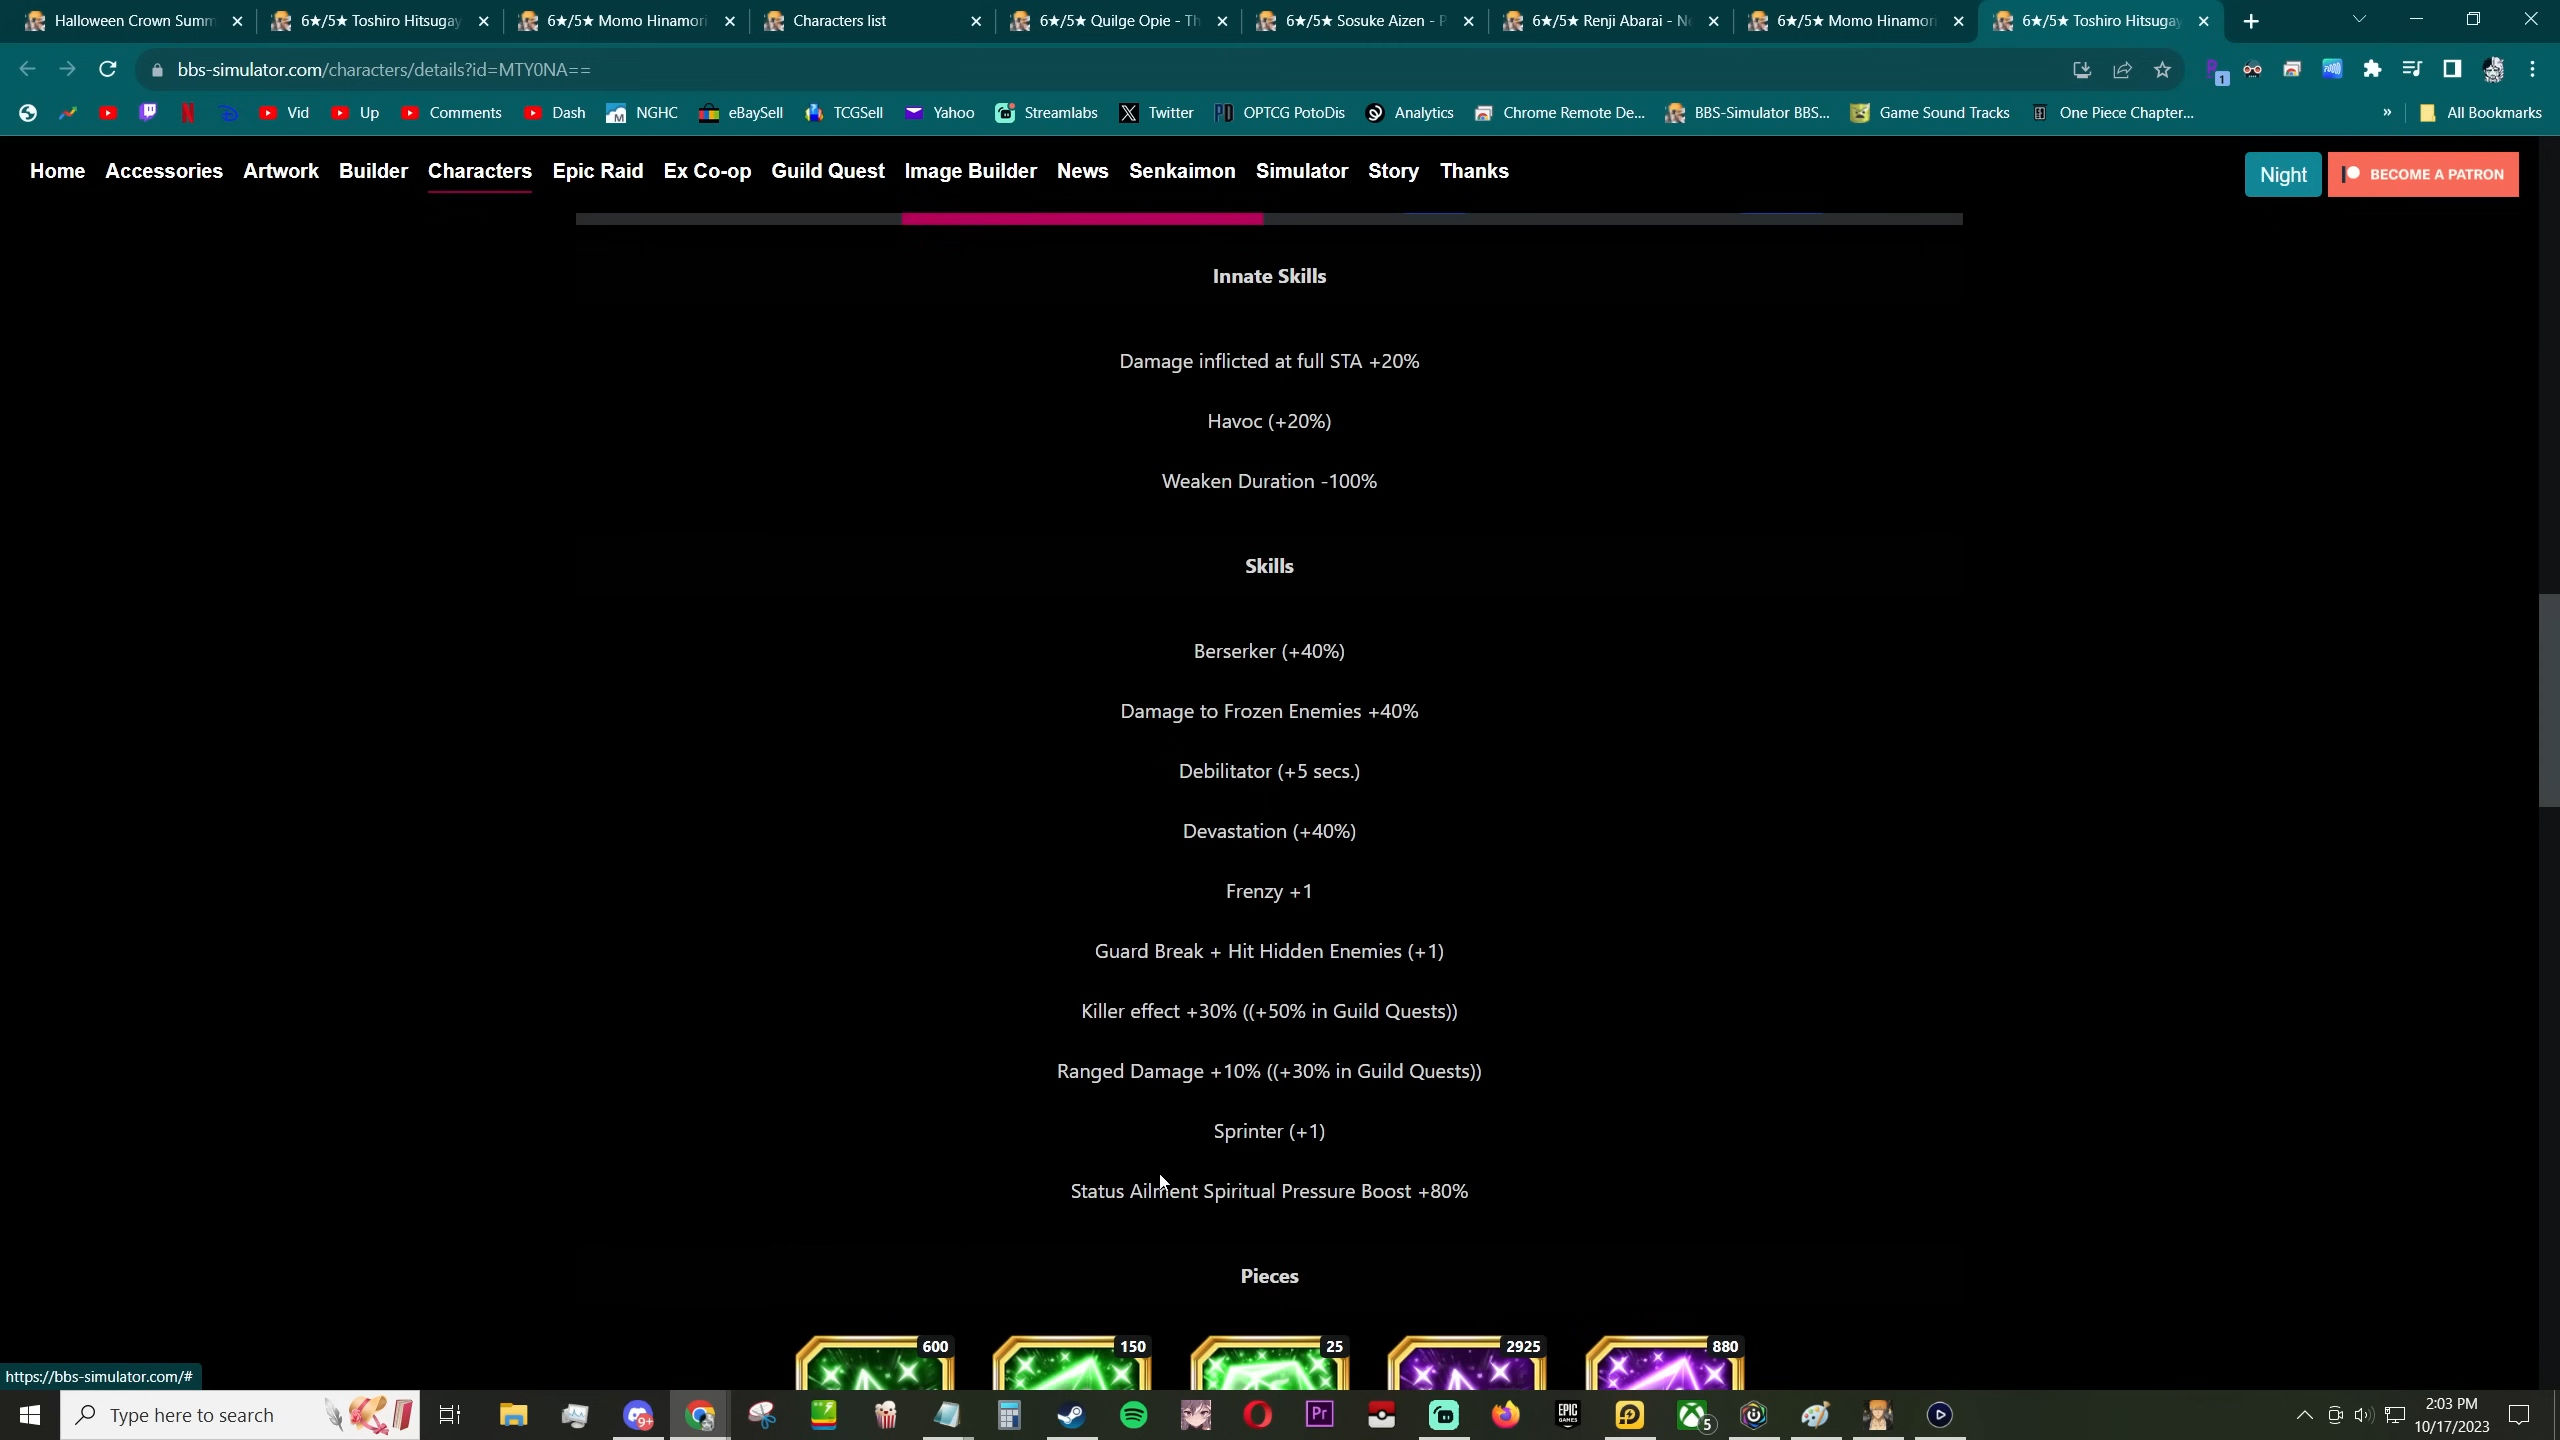 Halloween Crown Summ
6★/5★ Toshiro Hitsugay
6★/5★ Momo Hinamori
Characters list
6★/5★ Quilge Opie - Th
6★/5★ Sosuke Aizen - P
6★/5★ Renji Abarai - Ne
6★/5★ Momo Hinamori
6★/5★ Toshiro Hitsugay
bbs-simulator.com/characters/details?id=MTY0NA==
1
Vid
Up
Comments
Dash
NGHC
eBaySell
TCGSell
Yahoo
Streamlabs
Twitter
OPTCG PotoDis
Analytics
Chrome Remote De...
BBS-Simulator BBS...
Game Sound Tracks
One Piece Chapter...
»
All Bookmarks
Home Accessories Artwork Builder Characters Epic Raid Ex Co-op Guild Quest Image Builder News Senkaimon Simulator Story Thanks
Night
BECOME A PATRON
Innate Skills
Damage inflicted at full STA +20%
Havoc (+20%)
Weaken Duration -100%
Skills
Berserker (+40%)
Damage to Frozen Enemies +40%
Debilitator (+5 secs.)
Devastation (+40%)
Frenzy +1
Guard Break + Hit Hidden Enemies (+1)
Killer effect +30% ((+50% in Guild Quests))
Ranged Damage +10% ((+30% in Guild Quests))
Sprinter (+1)
Status Ailment Spiritual Pressure Boost +80%
Pieces
600
150
25
2925
880
https://bbs-simulator.com/#
Type here to search
9+
Pr
EPIC GAMES
5
2:03 PM
10/17/2023